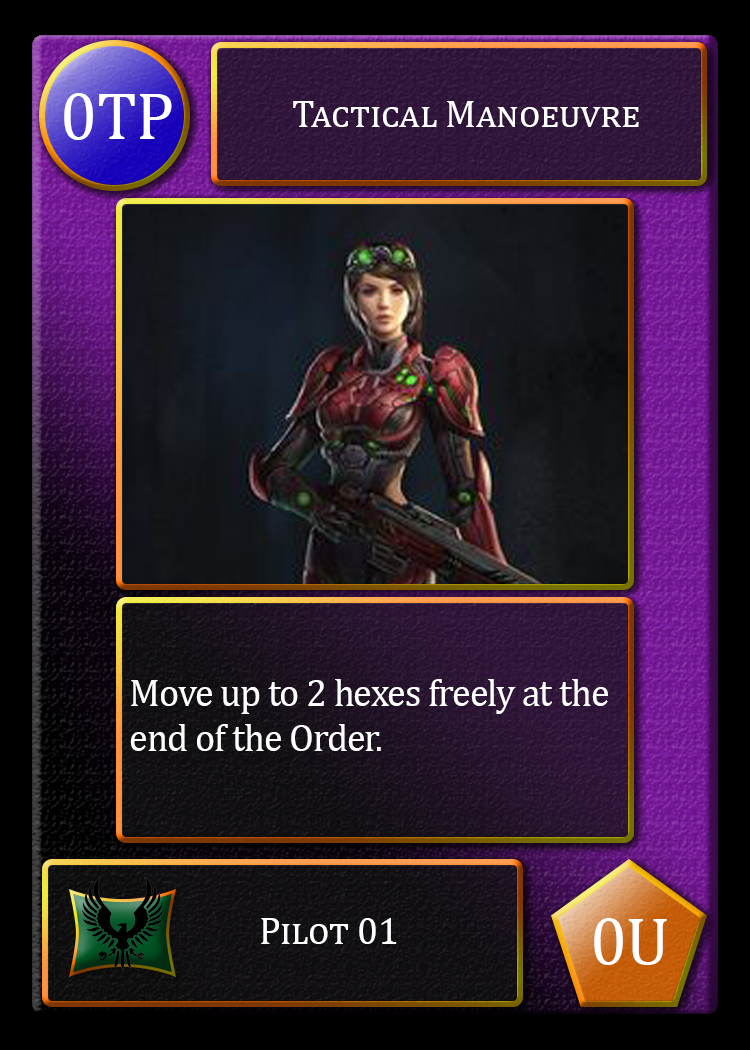 0TP
Tactical Manoeuvre
Move up to 2 hexes freely at the
end of the Order.
Pilot 01
0U